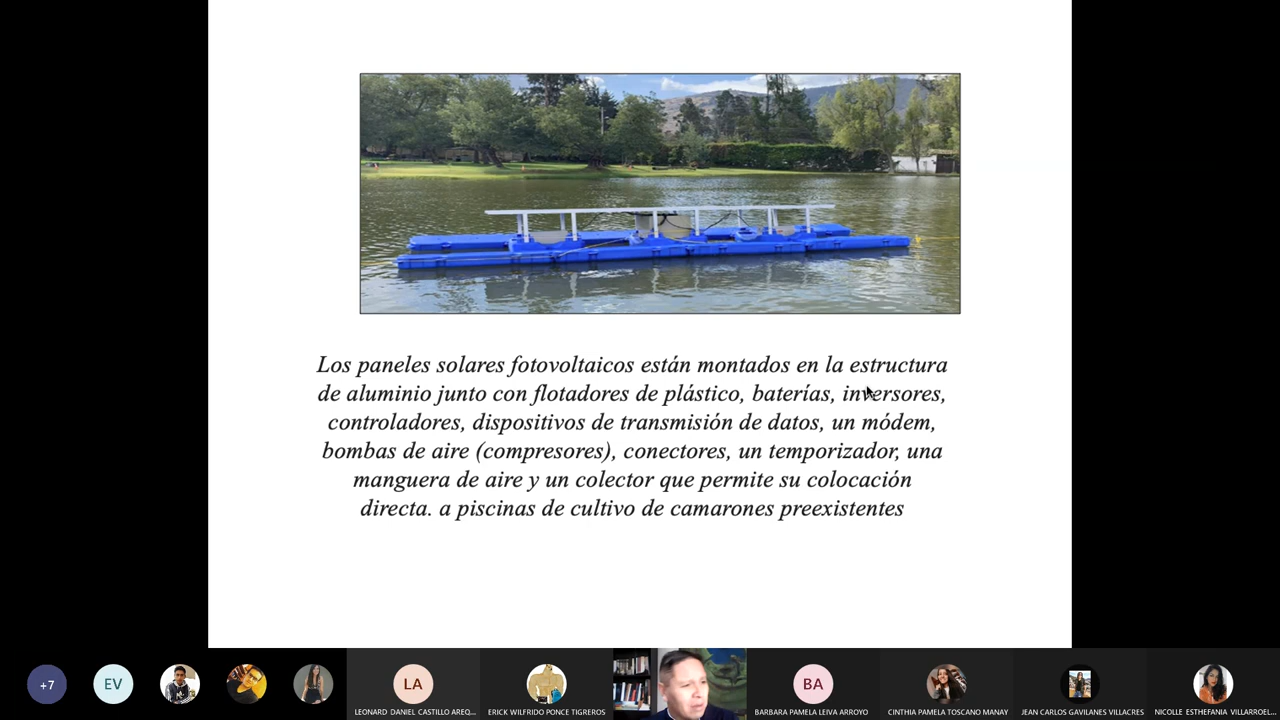 Los paneles solares fotovoltaicos están montados en la estructura
de aluminio junto con flotadores de plástico, baterías, inversores,
controladores, dispositivos de transmisión de datos, un módem,
bombas de aire (compresores), conectores, un temporizador, una
manguera de aire y un colector que permite su colocación
directa. a piscinas de cultivo de camarones preexistentes
+7
EV
LA
BA
LEONARD DANIEL CASTILLO AREQ...
ERICK WILFRIDO PONCE TIGREROS
BARBARA PAMELA LEIVA ARROYO
CINTHIA PAMELA TOSCANO MANAY
JEAN CARLOS GAVILANES VILLACRES
NICOLLE ESTHEFANIA VILLARROEL...